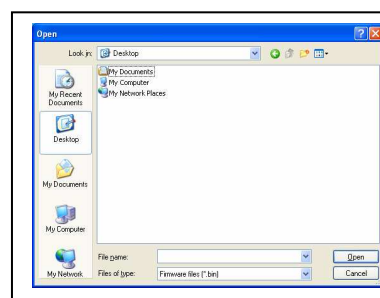 Open
Look in: Desktop
My Documents
My Computer
My Network Places
My Recent
Documents
Desktop
My Documents
My Computer
My Network
File name:
Open
Files of type: Firmware files (*.bin)
Cancel